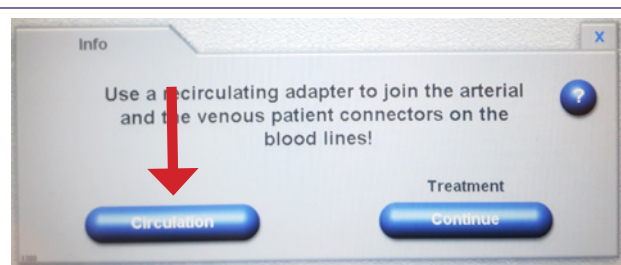 Info
X
Use a recirculating adapter to join the arterial
and the venous patient connectors on the
blood lines!
?
Treatment
Circulation
Continue